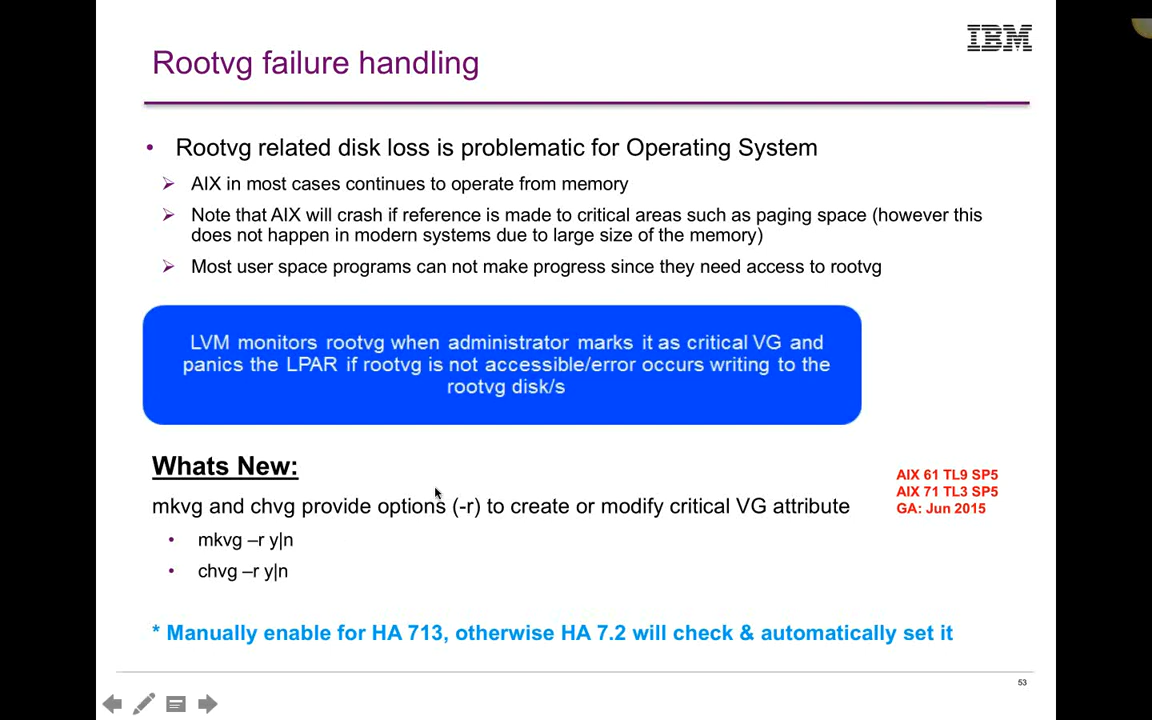 IBM
Rootvg failure handling
• Rootvg related disk loss is problematic for Operating System
➢ AIX in most cases continues to operate from memory
➢ Note that AIX will crash if reference is made to critical areas such as paging space (however this
does not happen in modern systems due to large size of the memory)
➢ Most user space programs can not make progress since they need access to rootvg
LVM monitors rootvg when administrator marks it as critical VG and
panics the LPAR if rootvg is not accessible/error occurs writing to the
rootvg disk/s
Whats New:
AIX 61 TL9 SP5
AIX 71 TL3 SP5
GA: Jun 2015
mkvg and chvg provide options (-r) to create or modify critical VG attribute
• mkvg –r y|n
• chvg –r y|n
* Manually enable for HA 713, otherwise HA 7.2 will check & automatically set it
53